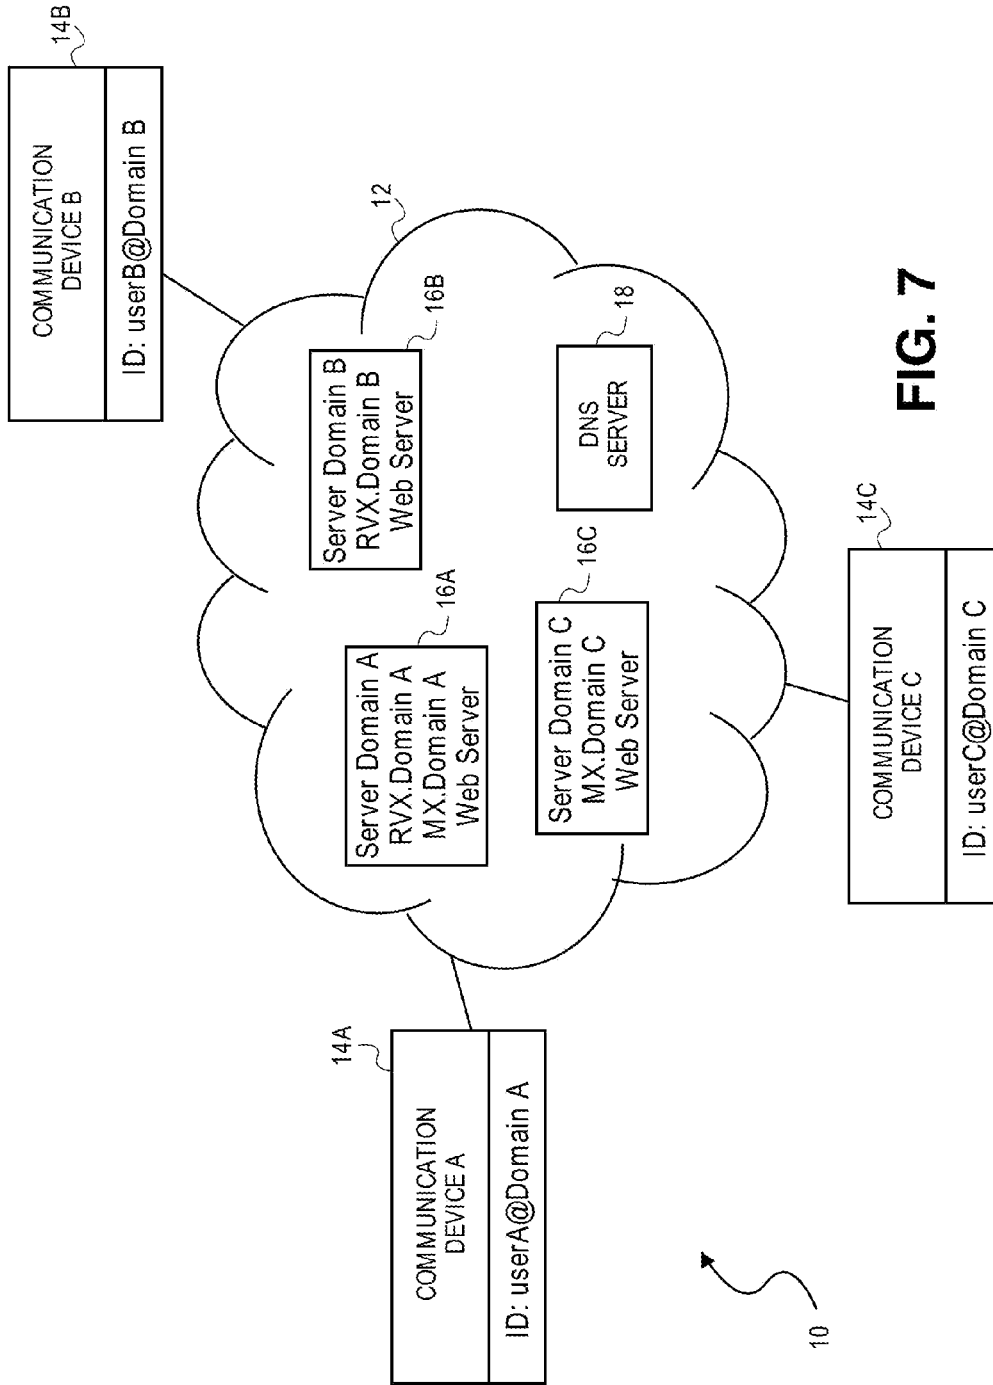 COMMUNICATION
DEVICE B
ID: userB@Domain B
14B
12
Server Domain B
RVX.Domain B
Web Server
16B
Server Domain A
RVX.Domain A
MX.Domain A
Web Server
16A
DNS
SERVER
18
Server Domain C
MX.Domain C
Web Server
16C
COMMUNICATION
DEVICE A
ID: userA@Domain A
14A
COMMUNICATION
DEVICE C
ID: userC@Domain C
14C
10
FIG. 7